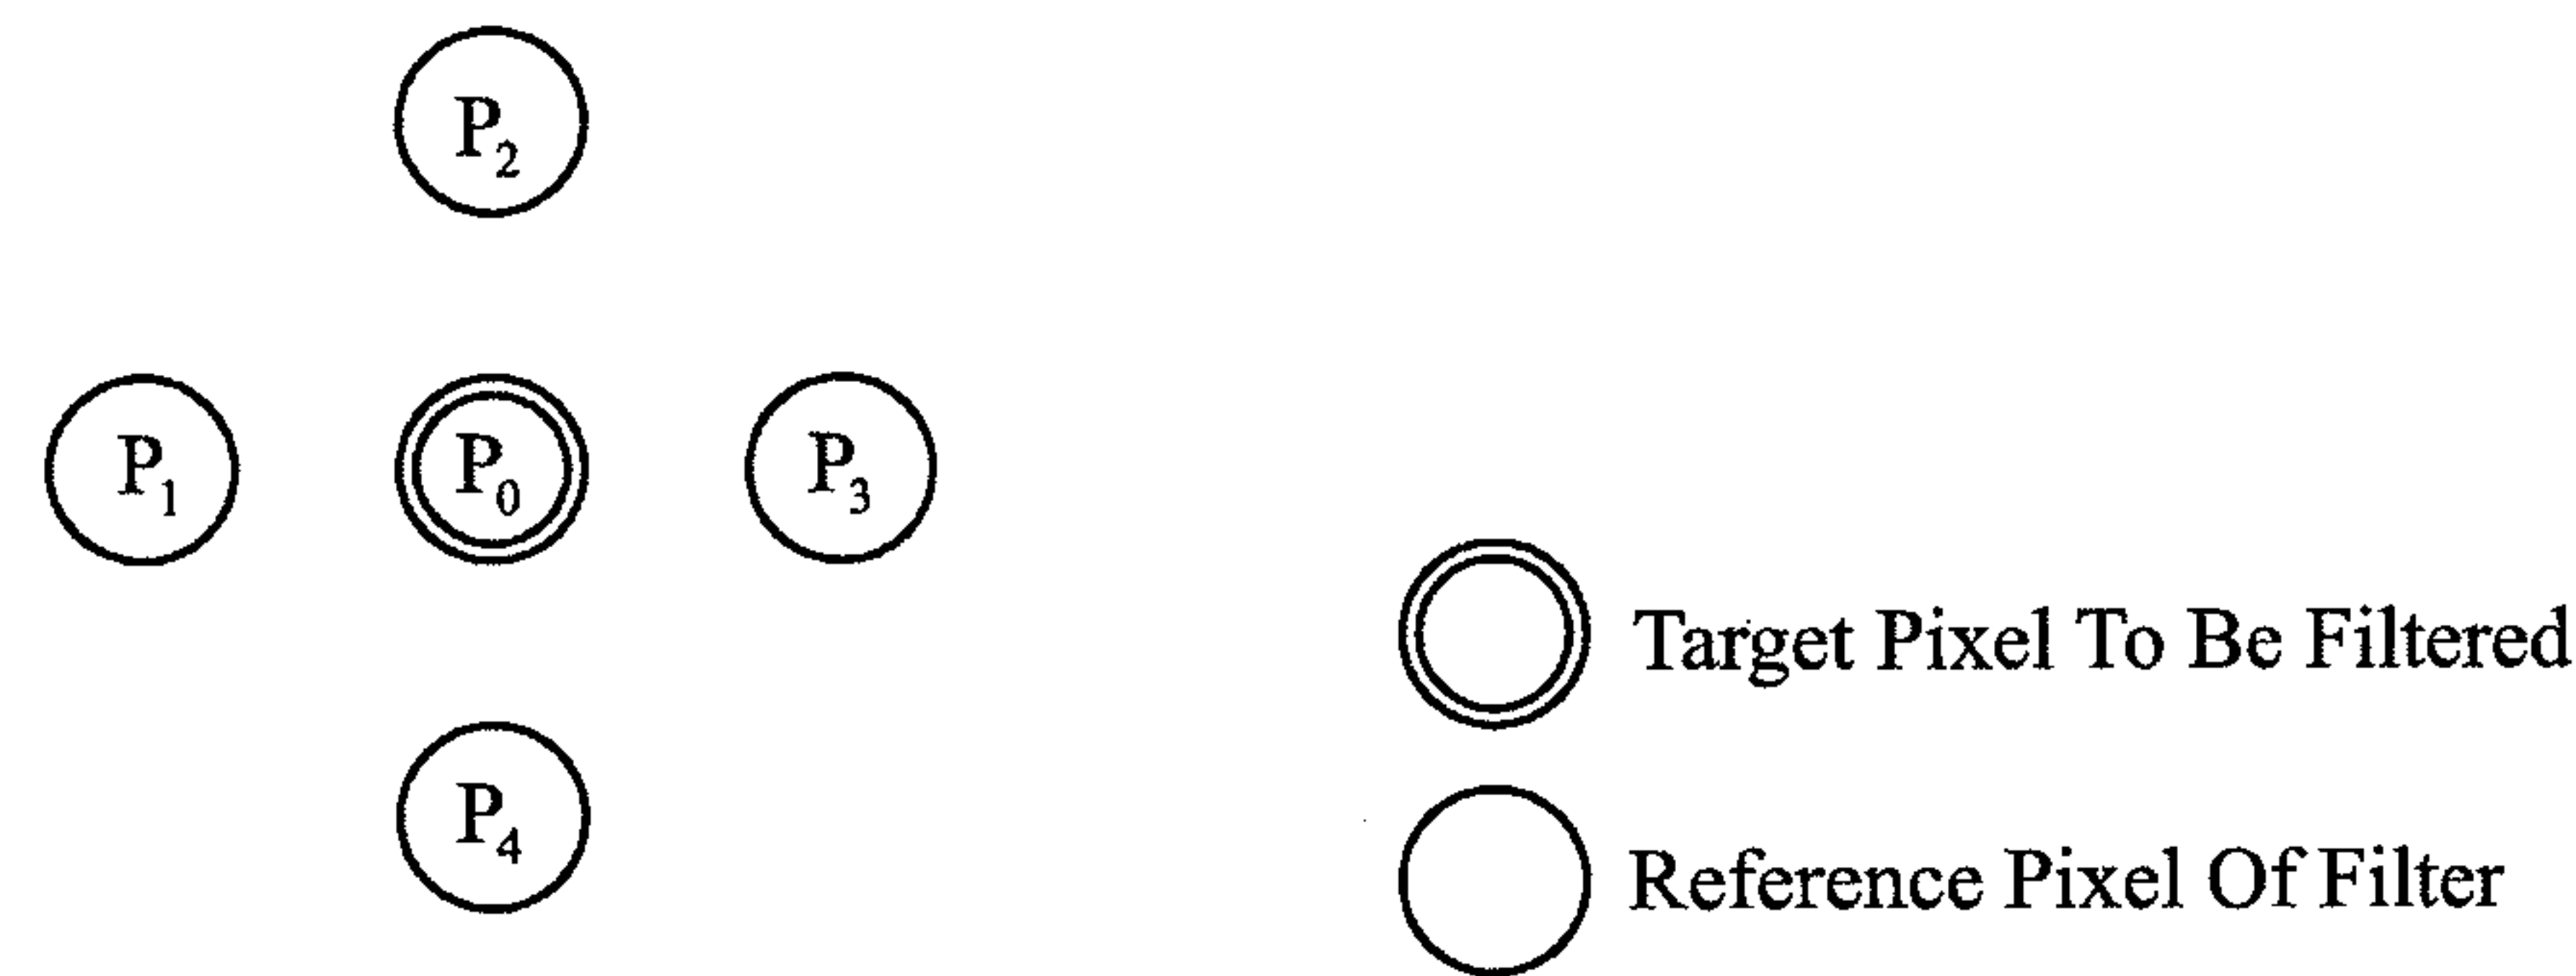 P2
P1 P0 P3
Target Pixel To Be Filtered
P4
Reference Pixel Of Filter